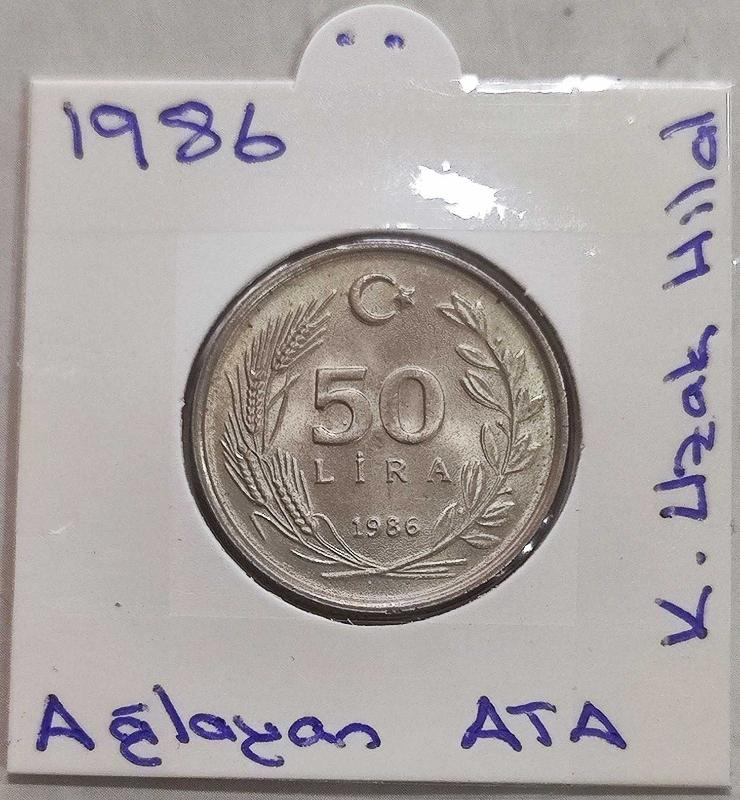 1986
K. Uzak Hilal
50
LİRA
1986
Ağlayan ATA